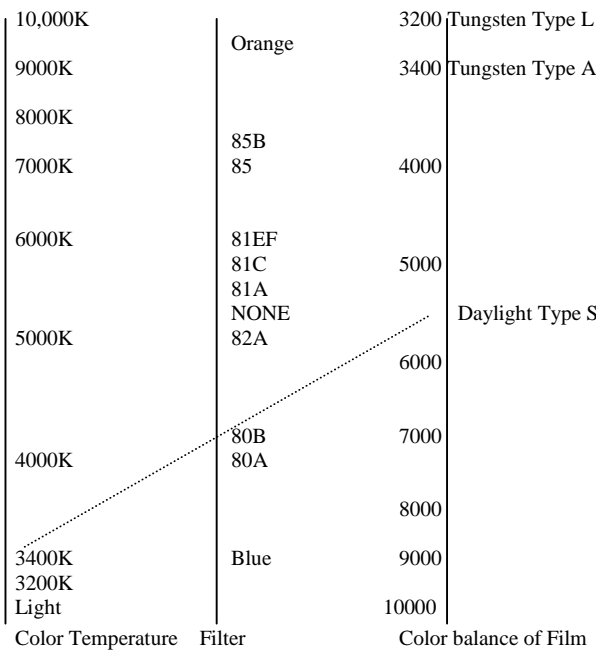 10,000K 3200 Tungsten Type L
Orange
9000K 3400 Tungsten Type A
8000K
85B
7000K 85 4000
6000K 81EF
81C 5000
81A
NONE Daylight Type S
5000K 82A
6000
80B 7000
4000K 80A
8000
3400K Blue 9000
3200K
Light 10000
Color Temperature Filter Color balance of Film